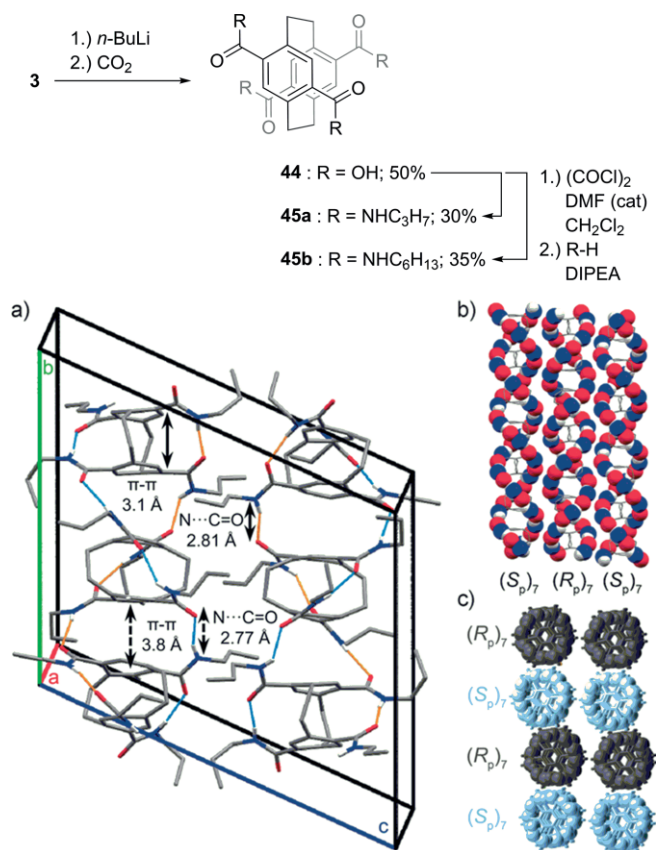 1.) n-BuLi
2.) CO2
3
R
O
R
O
R
O
R
O
44 : R = OH; 50%
45a : R = NHC3H7; 30%
45b : R = NHC6H13; 35%
1.) (COCl)2
DMF (cat)
CH2Cl2
2.) R-H
DIPEA
a)
b
π-π
3.1 Å
N···C=O
2.81 Å
π-π
3.8 Å
N···C=O
2.77 Å
a
c
b)
(Sp)7 (Rp)7 (Sp)7
c)
(Rp)7
(Sp)7
(Rp)7
(Sp)7